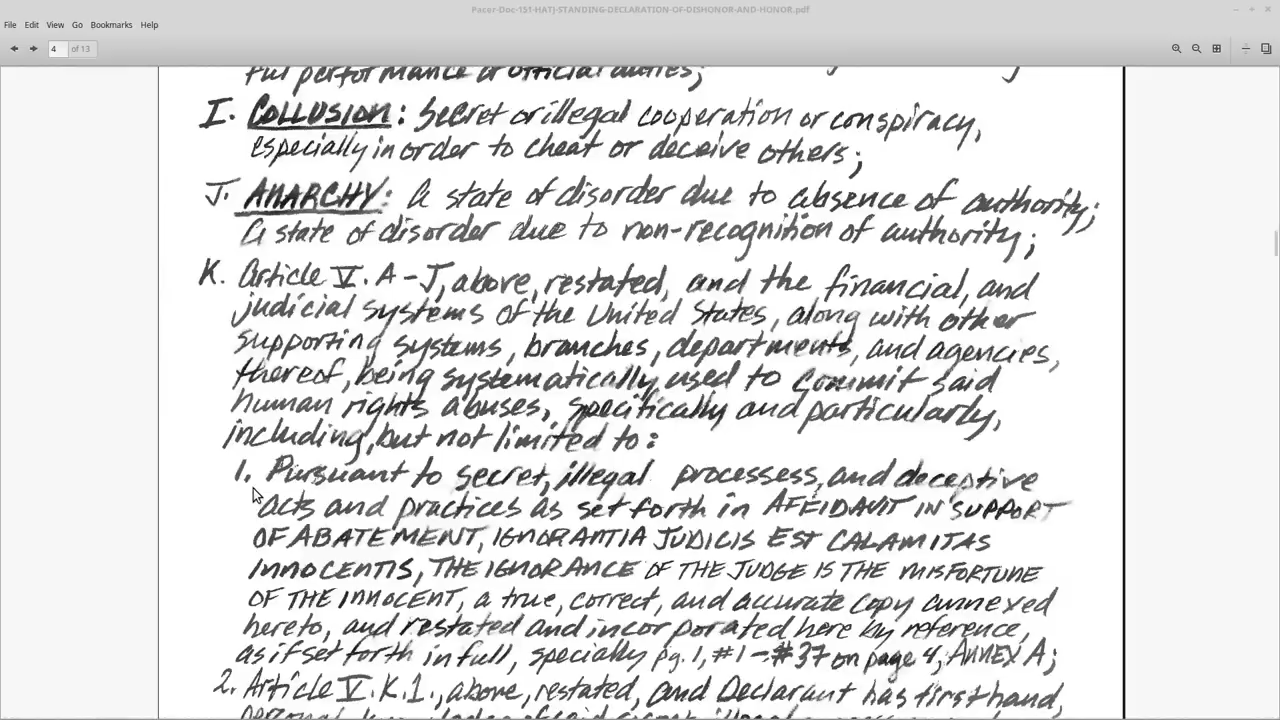 Pacer-Doc-151-HATJ-STANDING-DECLARATION-OF-DISHONOR-AND-HONOR.pdf
File Edit View Go Bookmarks Help
4 of 13
ful performance of official duties;
I. COLLUSION: Secret or illegal cooperation or conspiracy,
especially in order to cheat or deceive others;
J. ANARCHY: A state of disorder due to absence of authority;
A state of disorder due to non-recognition of authority;
K. Article V. A-J, above, restated, and the financial, and
judicial systems of the United States, along with other
supporting systems, branches, departments, and agencies,
thereof, being systematically used to commit said
human rights abuses, specifically and particularly,
including, but not limited to:
1. Pursuant to secret, illegal processess, and deceptive
acts and practices as set forth in AFFIDAVIT IN SUPPORT
OF ABATEMENT, IGNORANTIA JUDICIS EST CALAMITAS
INNOCENTIS, THE IGNORANCE OF THE JUDGE IS THE MISFORTUNE
OF THE INNOCENT, a true, correct, and accurate copy annexed
hereto, and restated and incorporated here by reference,
as if set forth in full, specially pg. 1, #1 - #37 on page 4, ANNEX A;
2. Article V. K.1., above, restated, and Declarant has firsthand,